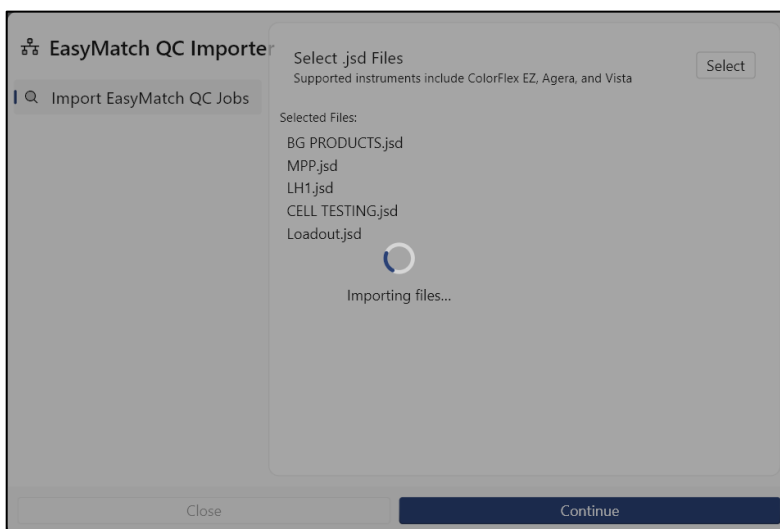 EasyMatch QC Importer
Import EasyMatch QC Jobs
Select .jsd Files
Supported instruments include ColorFlex EZ, Agera, and Vista
Select
Selected Files:
BG PRODUCTS.jsd
MPP.jsd
LH1.jsd
CELL TESTING.jsd
Loadout.jsd
Importing files...
Close
Continue